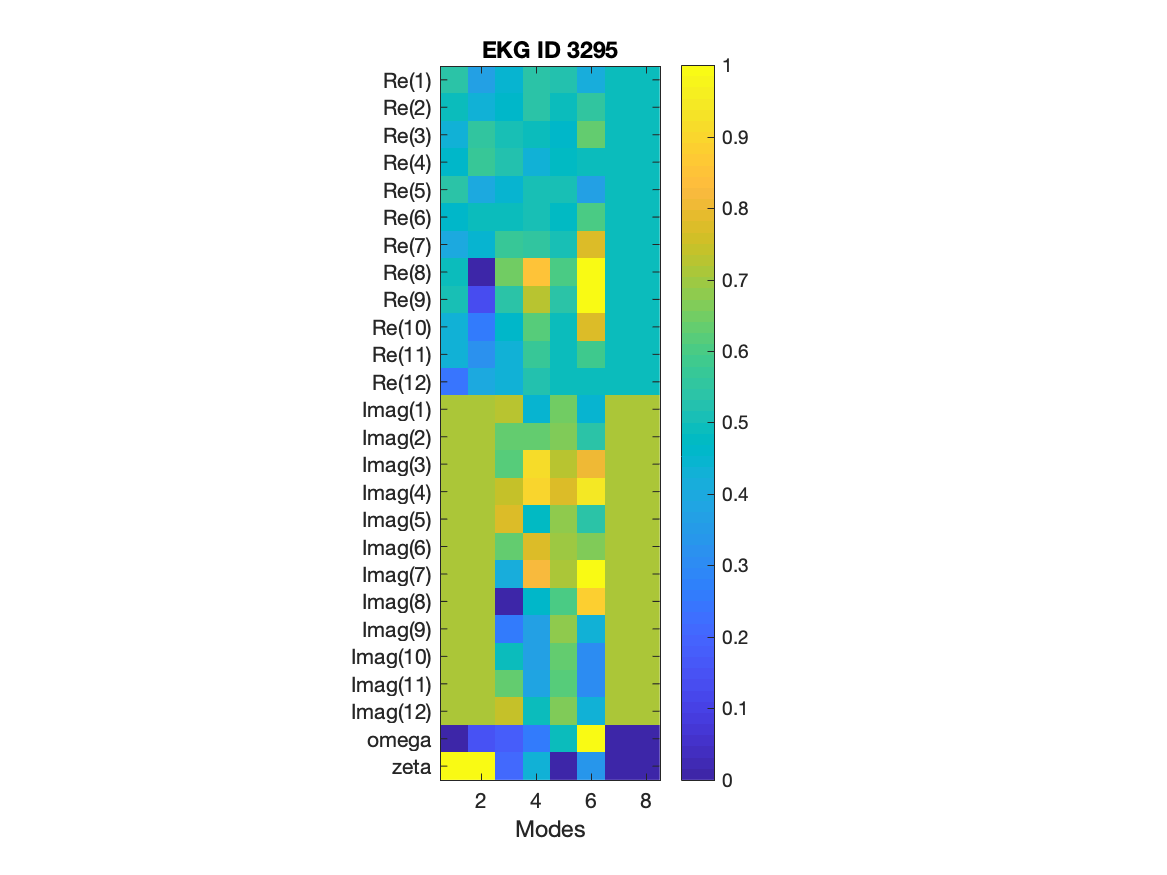 EKG ID 3295
Re(1)
Re(2)
Re(3)
Re(4)
Re(5)
Re(6)
Re(7)
Re(8)
Re(9)
Re(10)
Re(11)
Re(12)
Imag(1)
Imag(2)
Imag(3)
Imag(4)
Imag(5)
Imag(6)
Imag(7)
Imag(8)
Imag(9)
Imag(10)
Imag(11)
Imag(12)
omega
zeta
2 4 6 8
Modes
1
0.9
0.8
0.7
0.6
0.5
0.4
0.3
0.2
0.1
0